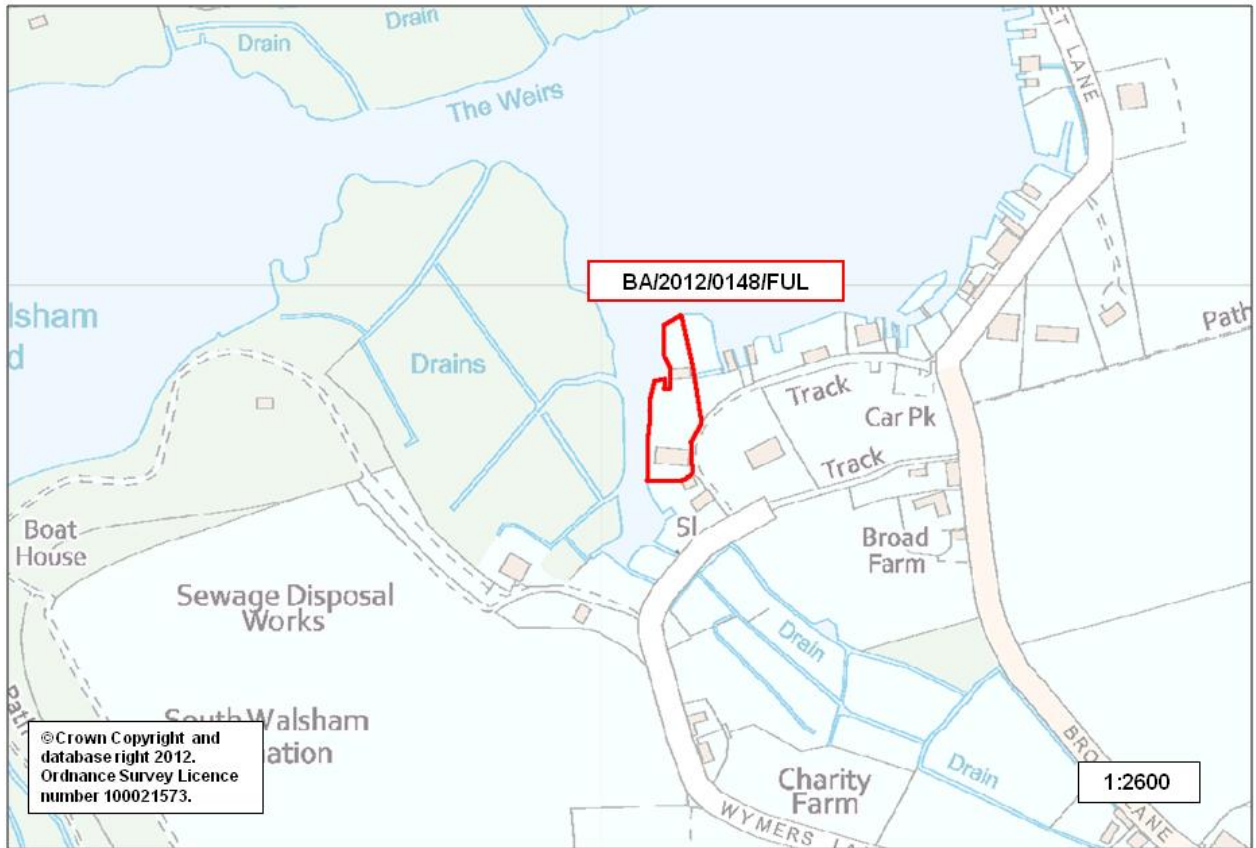 Drain
Drain
ET LANE
The Weirs
BA/2012/0148/FUL
lsham
d
Drains
Path
Track
Car Pk
Track
Boat
House
Sl
Broad
Farm
Sewage Disposal
Works
Drain
Path
South Walsham
ation
©Crown Copyright and
database right 2012.
Ordnance Survey Licence
number 100021573.
Charity
Farm
Drain
BRO
LANE
1:2600
WYMERS LA